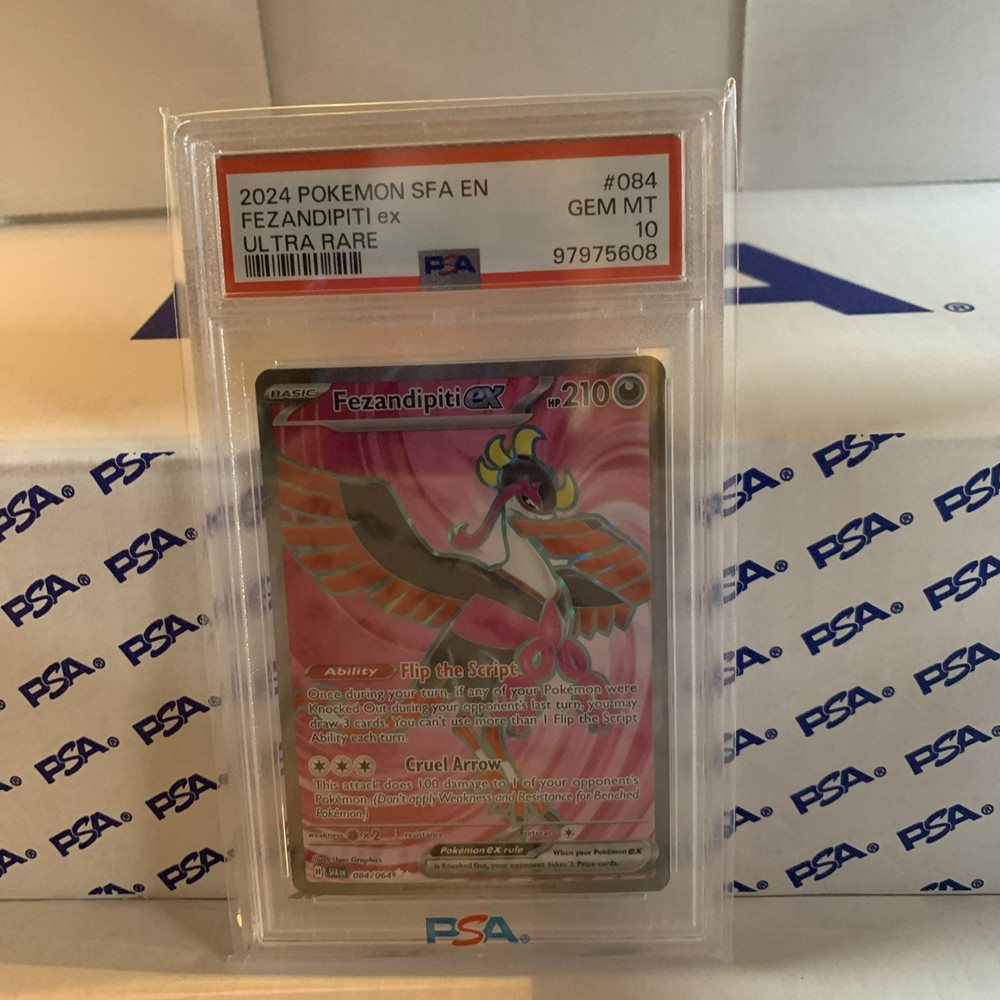 2024 POKEMON SFA EN #084
FEZANDIPITI ex GEM MT
ULTRA RARE 10
97975608
PSA
BASIC Fezandipiti ex HP 210
Ability Flip the Script
Once during your turn, if any of your Pokémon were
Knocked Out during your opponent's last turn, you may
draw 3 cards. You can't use more than 1 Flip the Script
Ability each turn.
Cruel Arrow
This attack does 100 damage to 1 of your opponent's
Pokémon. (Don't apply Weakness and Resistance for Benched
Pokémon.)
weakness x2 resistance retreat
Pokémon ex rule When your Pokémon ex
is Knocked Out, your opponent takes 2 Prize cards.
Graphics
H SFA EN 084/064
PSA®